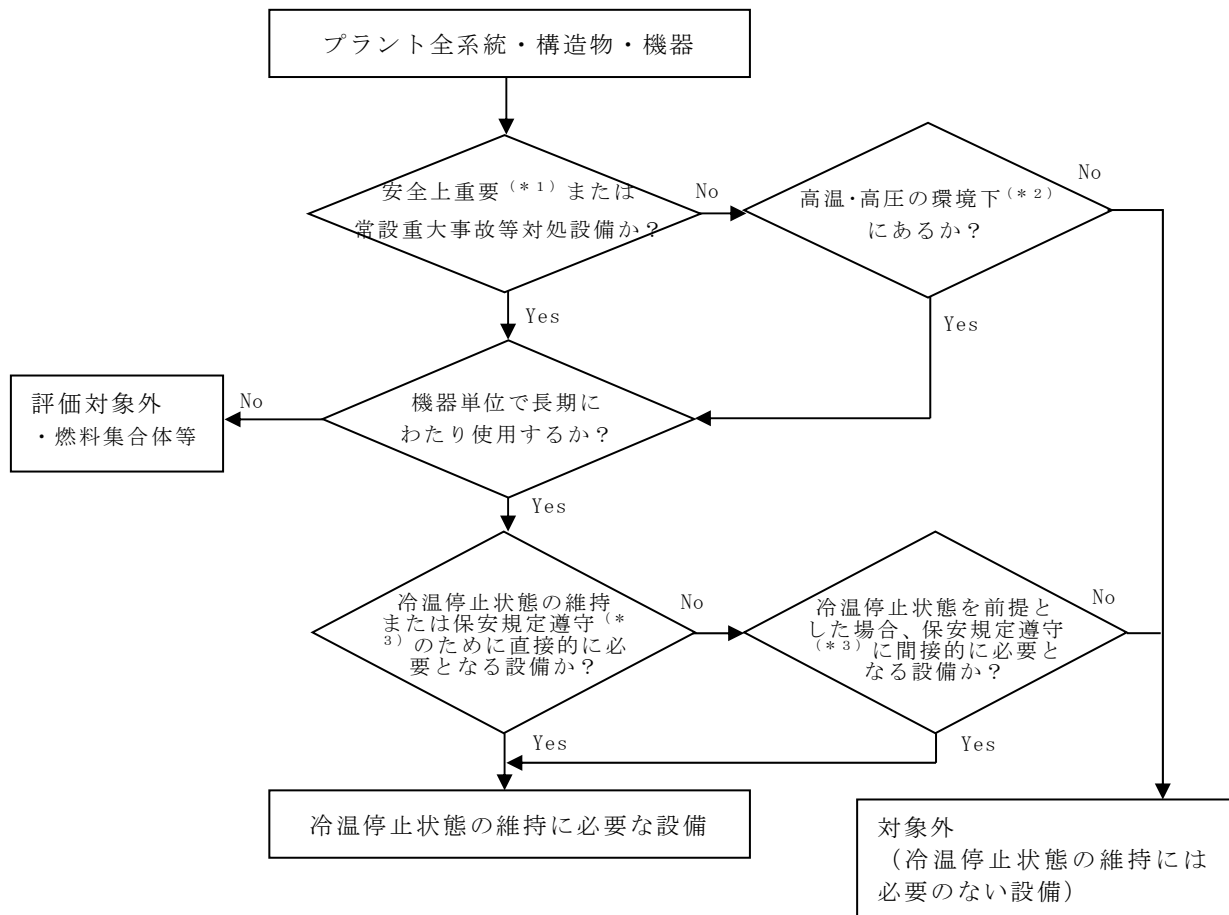 プラント全系統・構造物・機器
安全上重要(*1)または
常設重大事故等対処設備か？
No
高温・高圧の環境下(*2)
にあるか？
No
Yes
Yes
評価対象外
・燃料集合体等
No
機器単位で長期に
わたり使用するか？
Yes
冷温停止状態の維持
または保安規定遵守(*
3)のために直接的に必
要となる設備か？
No
冷温停止状態を前提と
した場合、保安規定遵守
(*3)に間接的に必要と
なる設備か？
No
Yes
Yes
冷温停止状態の維持に必要な設備
対象外
（冷温停止状態の維持には
必要のない設備）